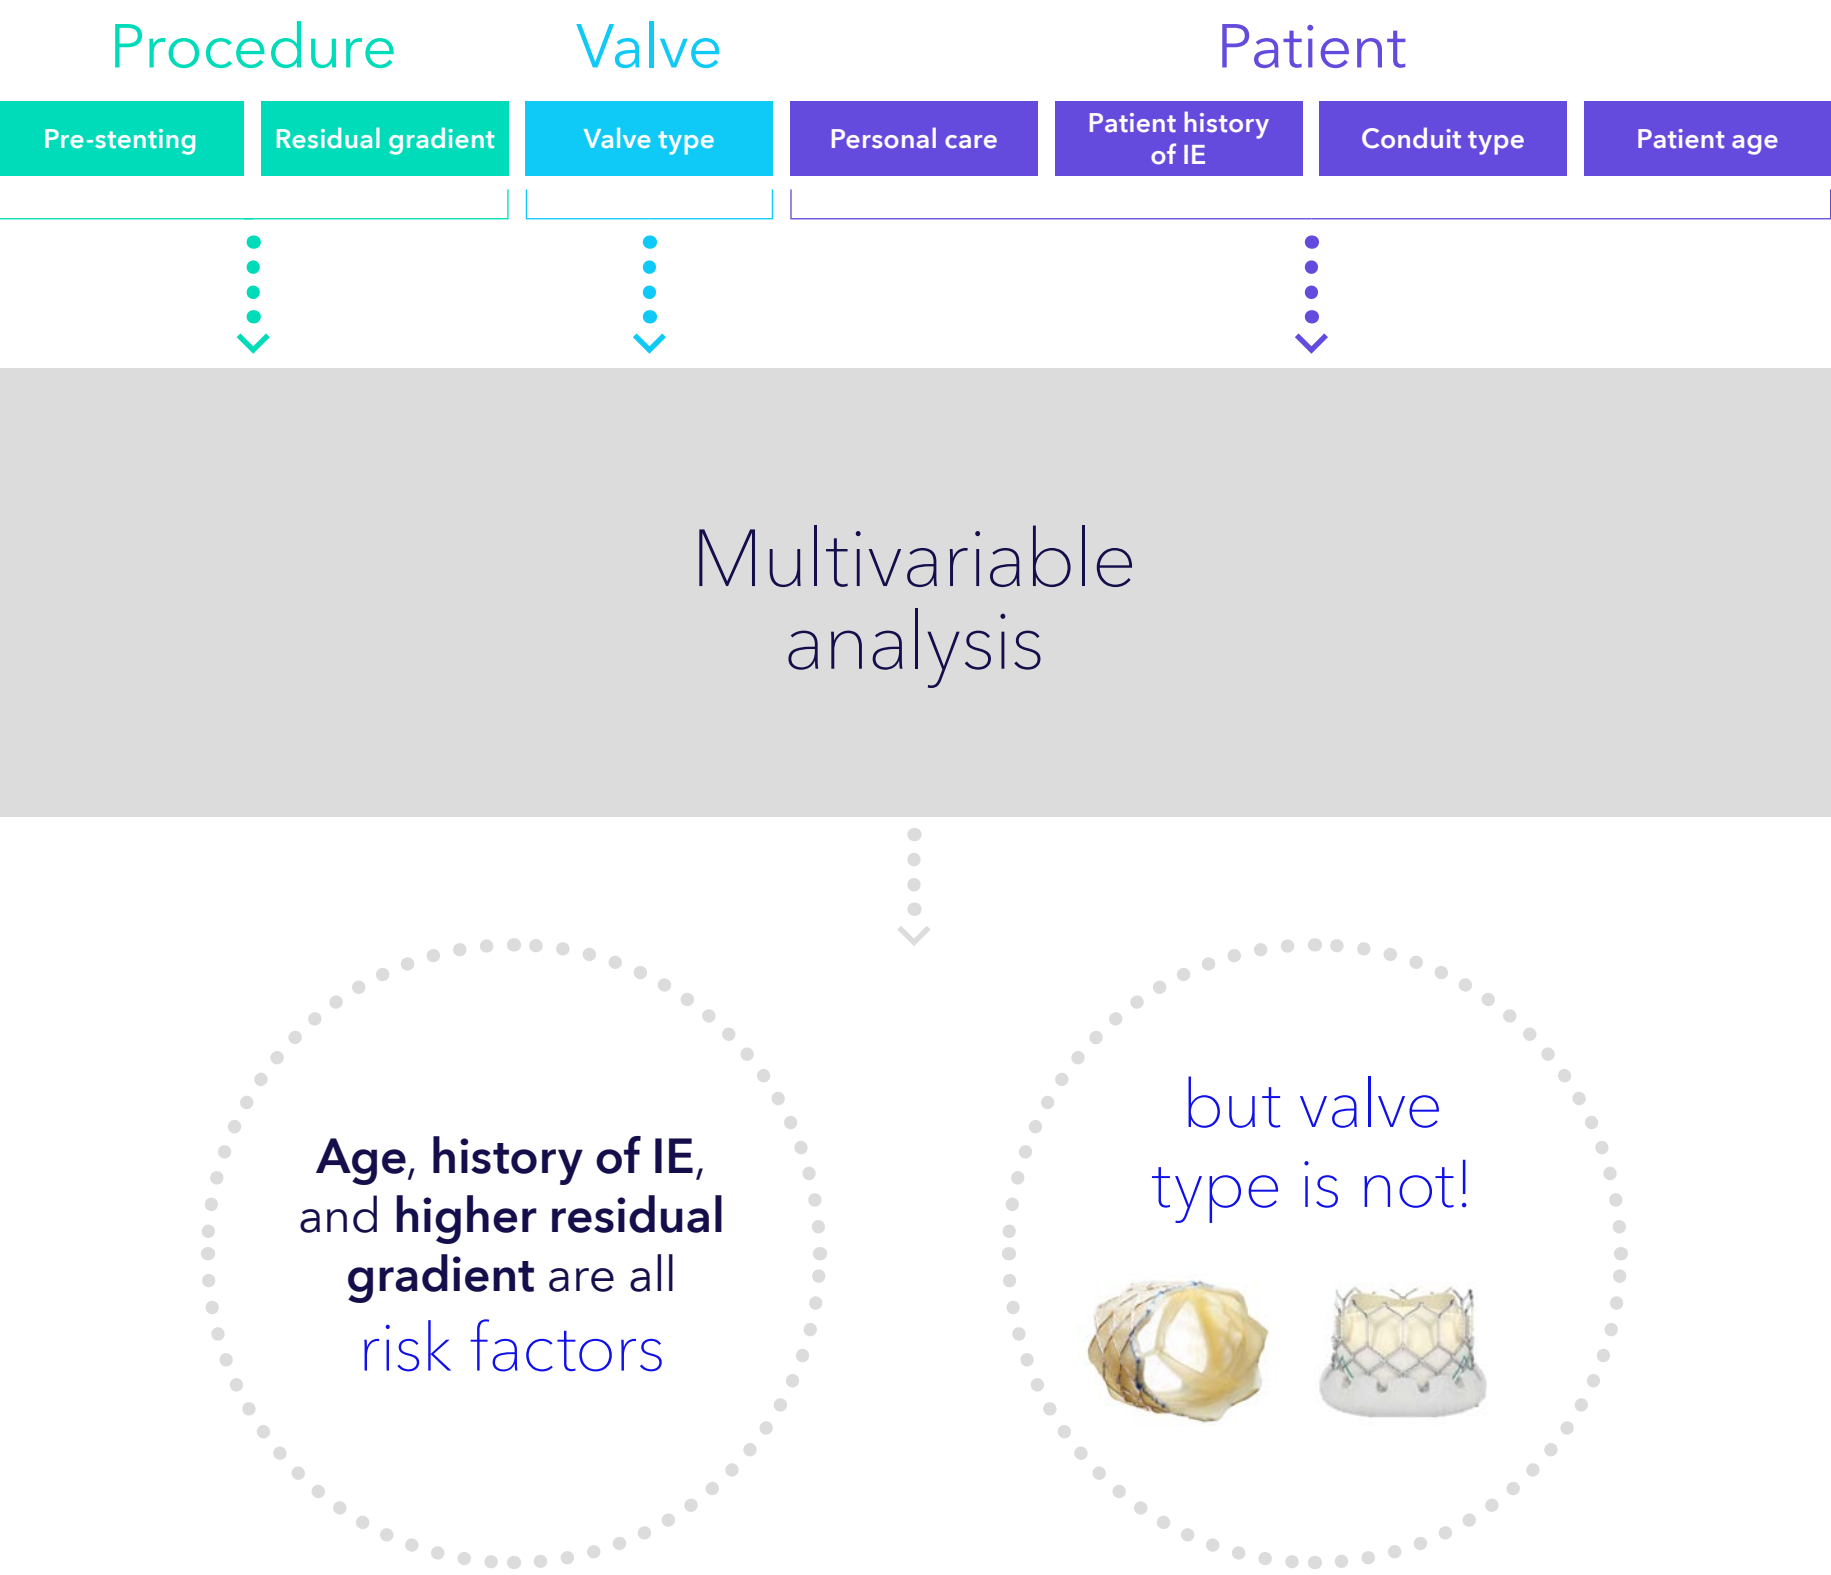 Procedure
Valve
Patient
Pre-stenting
Residual gradient
Valve type
Personal care
Patient history
of IE
Conduit type
Patient age
Multivariable
analysis
Age, history of IE,
and higher residual
gradient are all
risk factors
but valve
type is not!